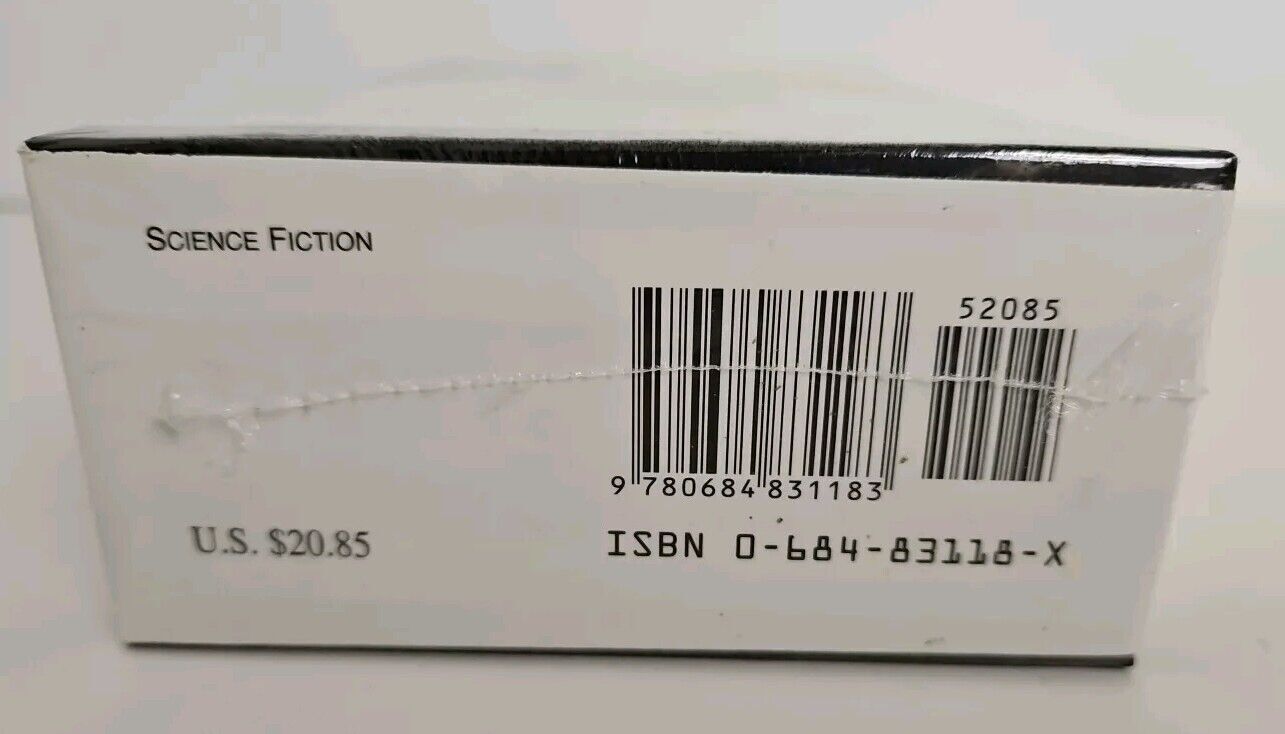 SCIENCE FICTION
52085
9 780684 831183
U.S. $20.85
ISBN 0-684-83118-X